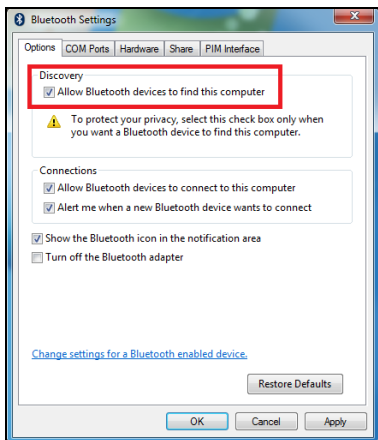 Bluetooth Settings
Options COM Ports Hardware Share PIM Interface
Discovery
Allow Bluetooth devices to find this computer
To protect your privacy, select this check box only when
you want a Bluetooth device to find this computer.
Connections
Allow Bluetooth devices to connect to this computer
Alert me when a new Bluetooth device wants to connect
Show the Bluetooth icon in the notification area
Turn off the Bluetooth adapter
Change settings for a Bluetooth enabled device.
Restore Defaults
OK Cancel Apply